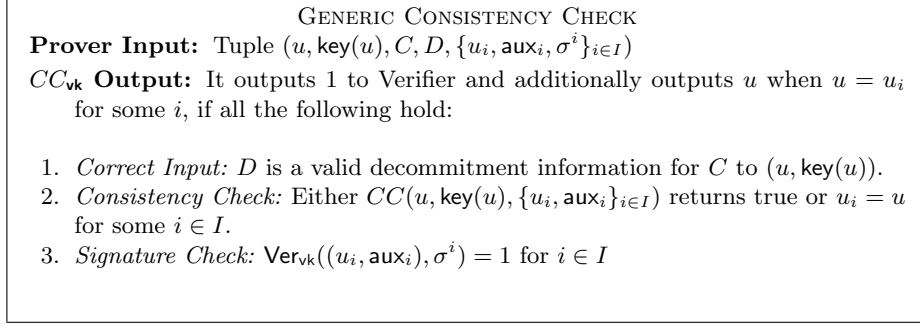 GENERIC CONSISTENCY CHECK
Prover Input: Tuple (u, key(u), C, D, {u_i, aux_i, σ^i}_{i∈I})
CC_vk Output: It outputs 1 to Verifier and additionally outputs u when u = u_i
for some i, if all the following hold:
1. Correct Input: D is a valid decommitment information for C to (u, key(u)).
2. Consistency Check: Either CC(u, key(u), {u_i, aux_i}_{i∈I}) returns true or u_i = u
for some i ∈ I.
3. Signature Check: Ver_vk((u_i, aux_i), σ^i) = 1 for i ∈ I